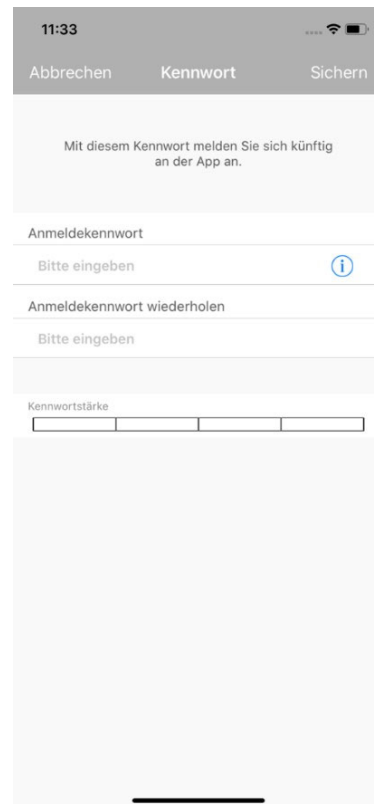 11:33
Abbrechen Kennwort Sichern
Mit diesem Kennwort melden Sie sich künftig
an der App an.
Anmeldekennwort
Bitte eingeben
Anmeldekennwort wiederholen
Bitte eingeben
Kennwortstärke